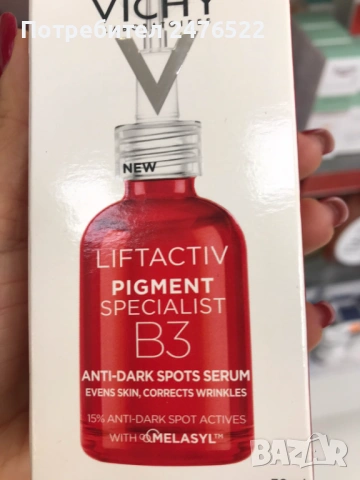 VICHY
Потребител 2476522
NEW
LIFTACTIV
PIGMENT
SPECIALIST
B3
ANTI-DARK SPOTS SERUM
EVENS SKIN, CORRECTS WRINKLES
15% ANTI-DARK SPOT ACTIVES
WITH MELASYL™
BAZAR